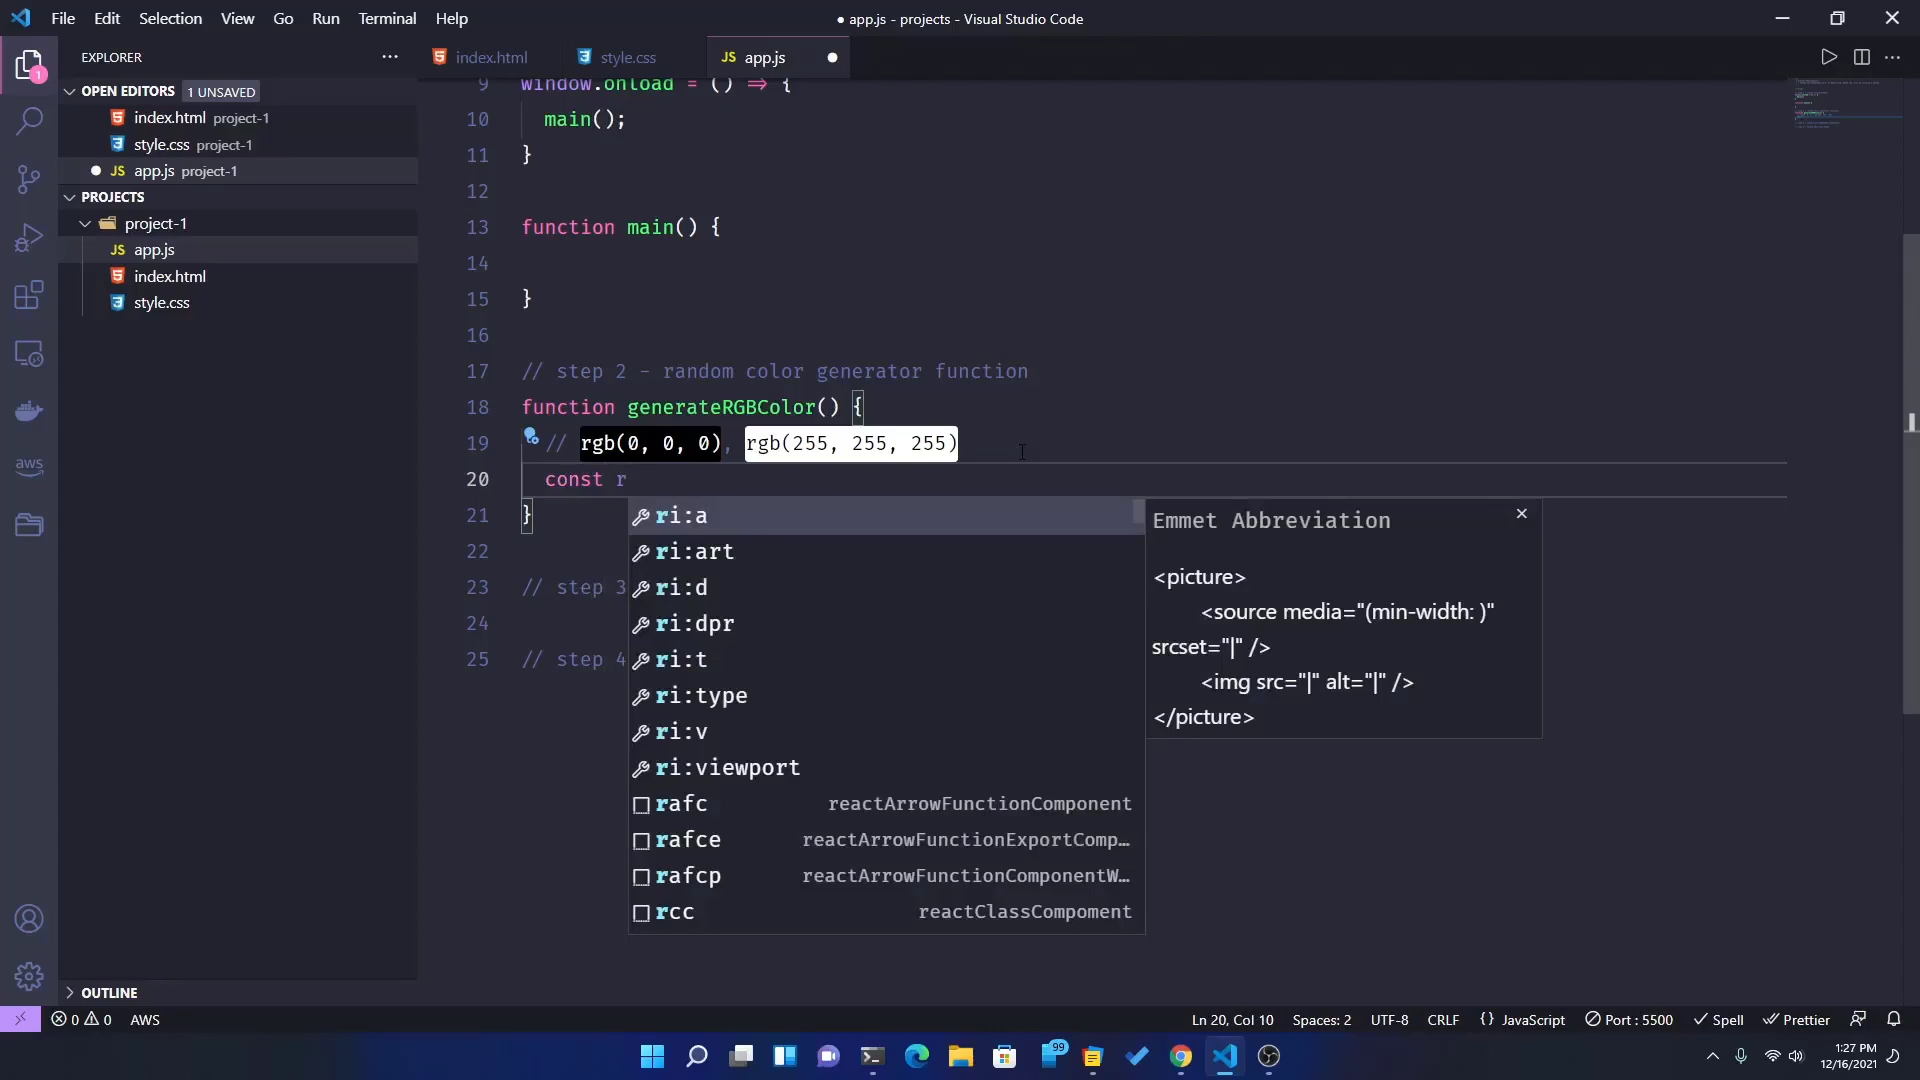 File Edit Selection View Go Run Terminal Help
● app.js - projects - Visual Studio Code
EXPLORER
OPEN EDITORS 1 UNSAVED
index.html project-1
style.css project-1
JS app.js project-1
PROJECTS
project-1
JS app.js
index.html
style.css
OUTLINE
index.html
style.css
JS app.js
9 window.onload = () => {
10 main();
11 }
12
13 function main() {
14
15 }
16
17 // step 2 - random color generator function
18 function generateRGBColor() {
19 // rgb(0, 0, 0), rgb(255, 255, 255)
20 const r
21 }
22
23 // step 3
24
25 // step 4
ri:a
ri:art
ri:d
ri:dpr
ri:t
ri:type
ri:v
ri:viewport
rafc reactArrowFunctionComponent
rafce reactArrowFunctionExportComp…
rafcp reactArrowFunctionComponentW…
rcc reactClassCompoment
Emmet Abbreviation
<picture>
<source media="(min-width: )"
srcset="|" />
<img src="|" alt="|" />
</picture>
1
aws
0 0 AWS
Ln 20, Col 10 Spaces: 2 UTF-8 CRLF {} JavaScript Port : 5500 Spell Prettier
99
1:27 PM
12/16/2021